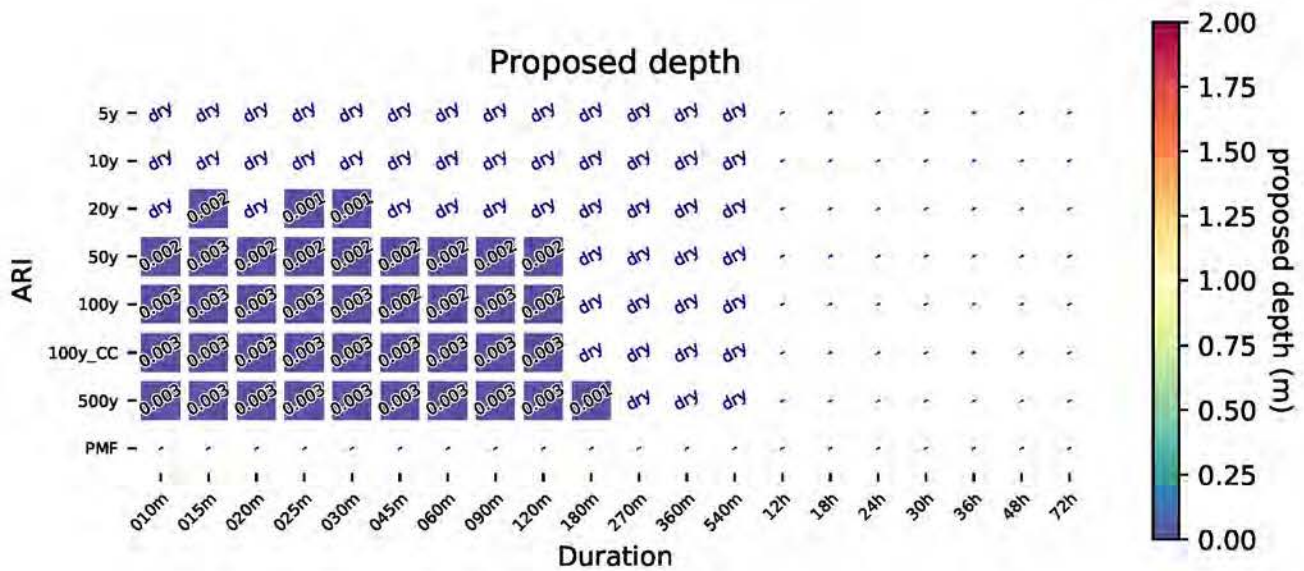 Proposed depth
5y dry dry dry dry dry dry dry dry dry dry dry dry dry - - - - - - -
10y dry dry dry dry dry dry dry dry dry dry dry dry dry - - - - - - -
20y dry 0.002 dry 0.001 0.001 dry dry dry dry dry dry dry dry - - - - - - -
50y 0.002 0.003 0.002 0.002 0.002 0.002 0.002 0.002 0.002 dry dry dry dry - - - - - - -
100y 0.003 0.003 0.003 0.003 0.003 0.002 0.002 0.003 0.002 dry dry dry dry - - - - - - -
100y_CC 0.003 0.003 0.003 0.003 0.003 0.003 0.003 0.003 0.003 dry dry dry dry - - - - - - -
500y 0.003 0.003 0.003 0.003 0.003 0.003 0.003 0.003 0.003 0.001 dry dry dry - - - - - - -
PMF - - - - - - - - - - - - - - - - - - - -
ARI
010m 015m 020m 025m 030m 045m 060m 090m 120m 180m 270m 360m 540m 12h 18h 24h 30h 36h 48h 72h
Duration
2.00
1.75
1.50
1.25
1.00
0.75
0.50
0.25
0.00
proposed depth (m)